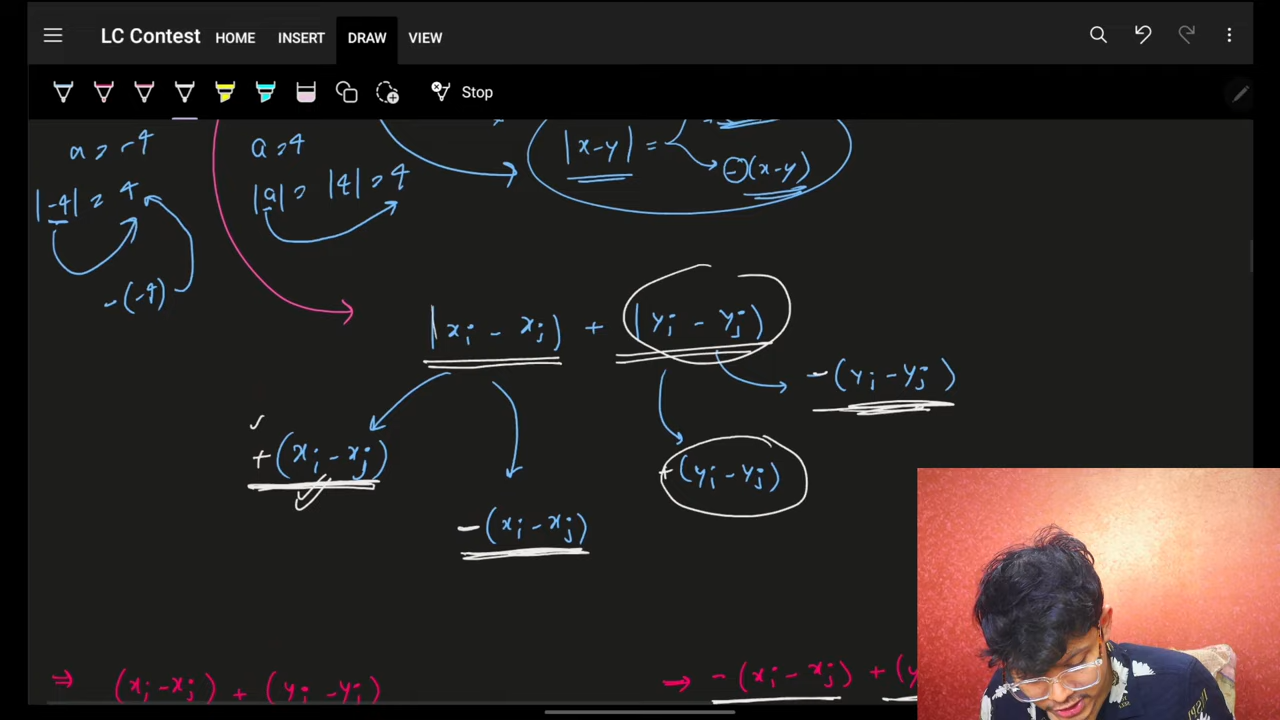 LC Contest HOME INSERT DRAW VIEW
Stop
a = -4
a = 4
|x-y| =
-(x-y)
|-4| = 4
|a| = |4| = 4
-(-4)
|xi - xj| + |yi - yj|
-(yi - yj)
+(xi - xj)
+(yi - yj)
-(xi - xj)
⇒ (xi - xj) + (yi - yj)
→ -(xi - xj) + (y